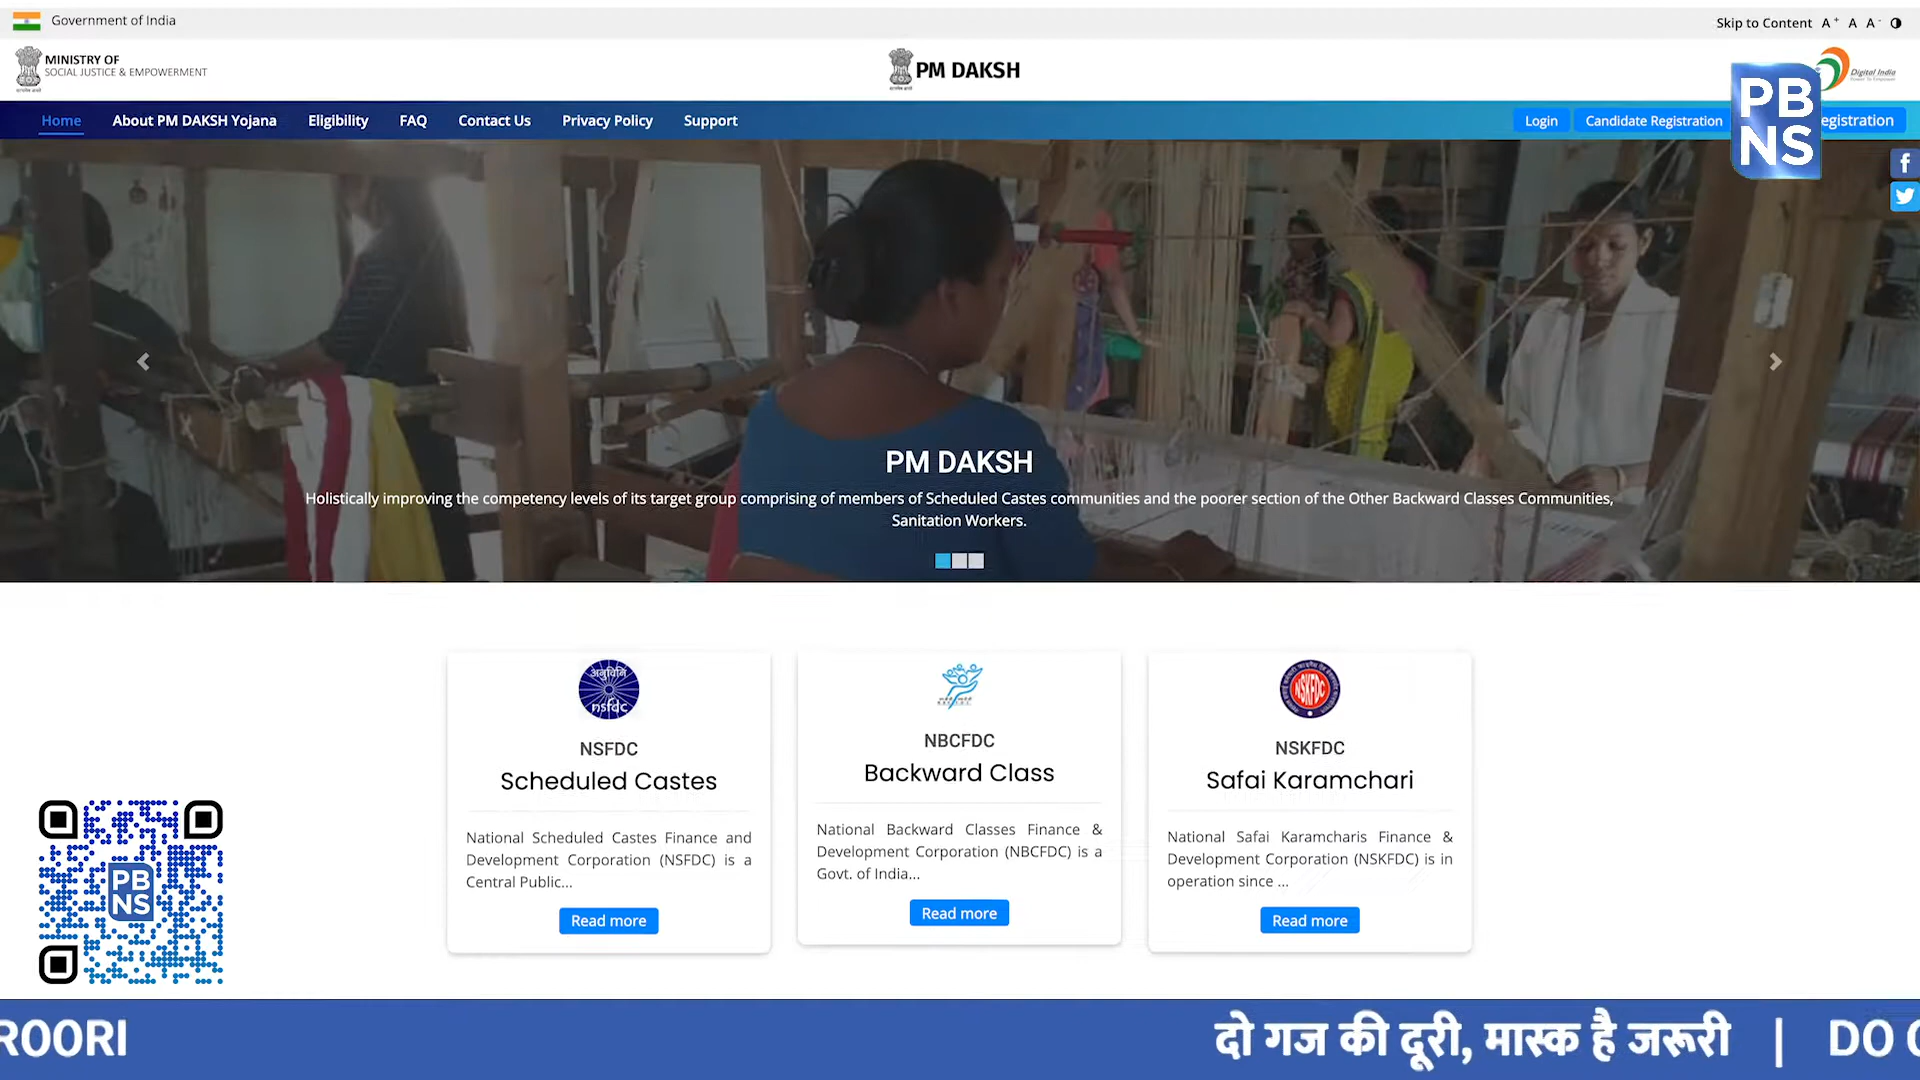 Government of India
Skip to Content A+ A A- 
MINISTRY OF
SOCIAL JUSTICE & EMPOWERMENT
PM DAKSH
Digital India
PB
NS
Home About PM DAKSH Yojana Eligibility FAQ Contact Us Privacy Policy Support
Login Candidate Registration egistration
PM DAKSH
Holistically improving the competency levels of its target group comprising of members of Scheduled Castes communities and the poorer section of the Other Backward Classes Communities,
Sanitation Workers.
अनुविनि
nsfdc
NSFDC
Scheduled Castes
National Scheduled Castes Finance and
Development Corporation (NSFDC) is a
Central Public...
Read more
NBCFDC
Backward Class
National Backward Classes Finance &
Development Corporation (NBCFDC) is a
Govt. of India...
Read more
NSKFDC
NSKFDC
Safai Karamchari
National Safai Karamcharis Finance &
Development Corporation (NSKFDC) is in
operation since ...
Read more
PB
NS
ROORI दो गज की दूरी, मास्क है जरूरी | DO